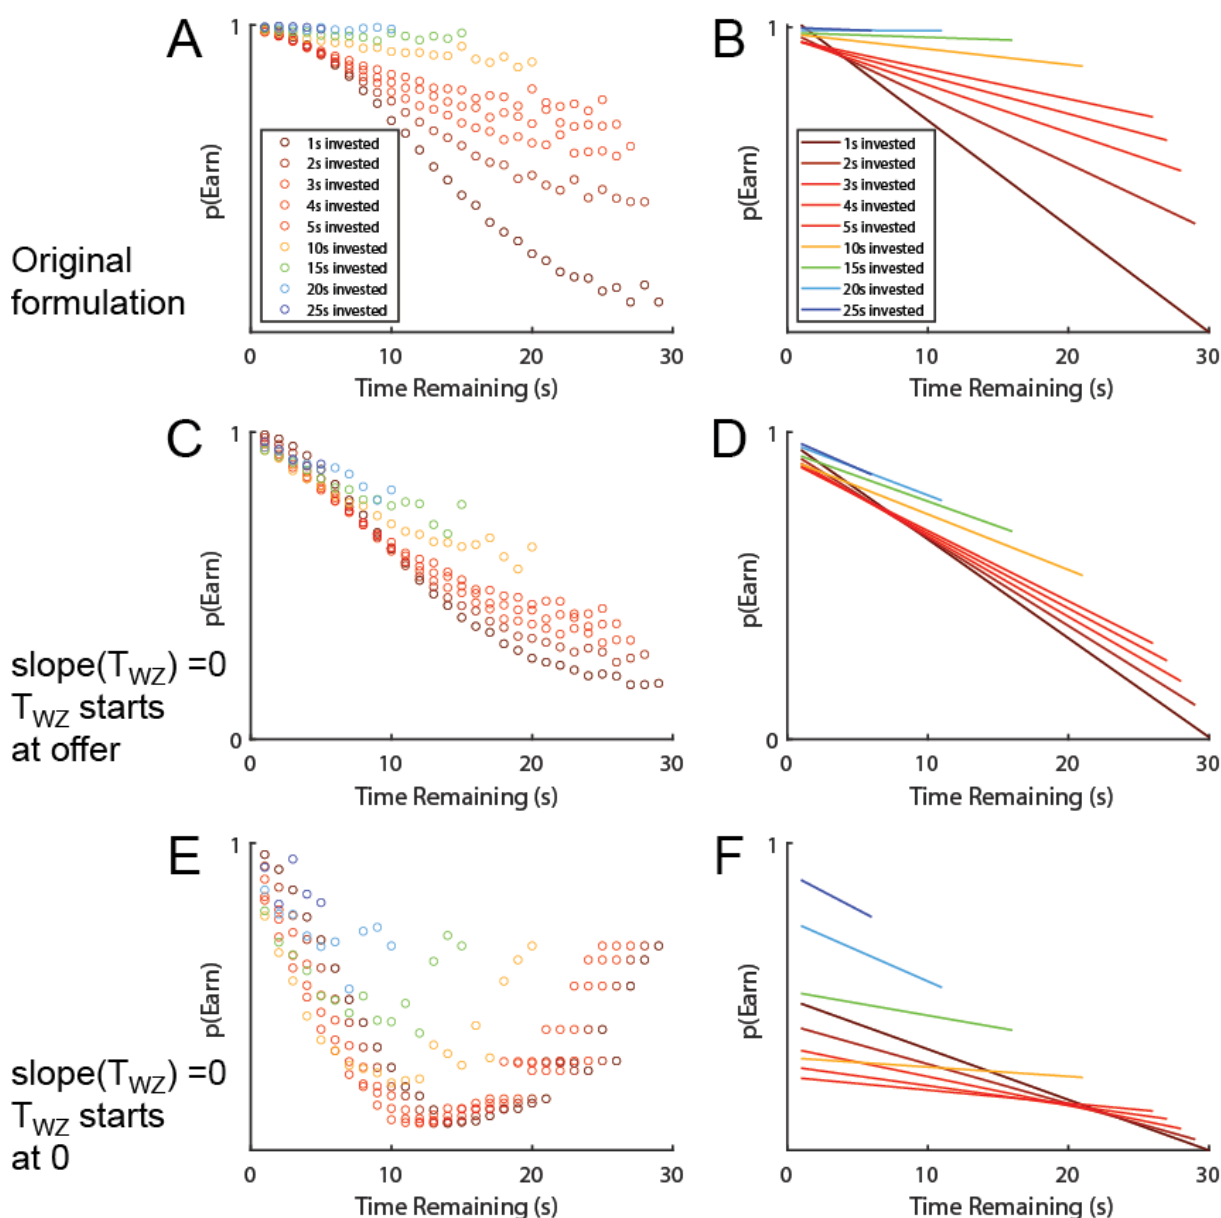 A
1
p(Earn)
1s invested
2s invested
3s invested
4s invested
5s invested
10s invested
15s invested
20s invested
25s invested
0
10
20
30
Time Remaining (s)
B
1
p(Earn)
1s invested
2s invested
3s invested
4s invested
5s invested
10s invested
15s invested
20s invested
25s invested
0
10
20
30
Time Remaining (s)
Original
formulation
C
1
p(Earn)
0
0
10
20
30
Time Remaining (s)
D
1
p(Earn)
0
0
10
20
30
Time Remaining (s)
slope(TWZ) =0
TWZ starts
at offer
E
1
p(Earn)
0
10
20
30
Time Remaining (s)
F
1
p(Earn)
0
10
20
30
Time Remaining (s)
slope(TWZ) =0
TWZ starts
at 0